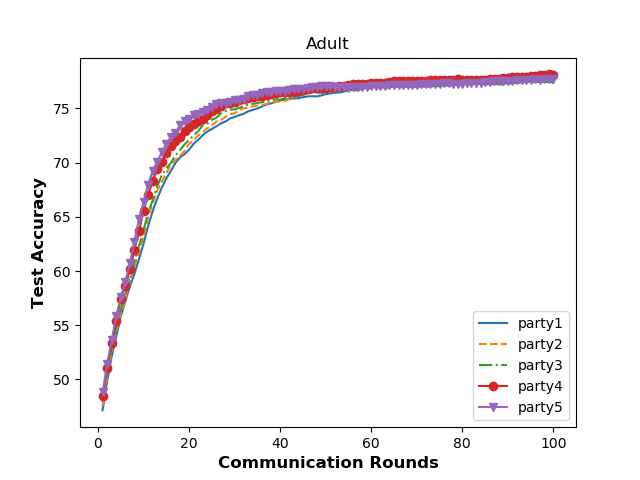 Adult
Test Accuracy
75
70
65
60
55
50
0 20 40 60 80 100
Communication Rounds
party1
party2
party3
party4
party5